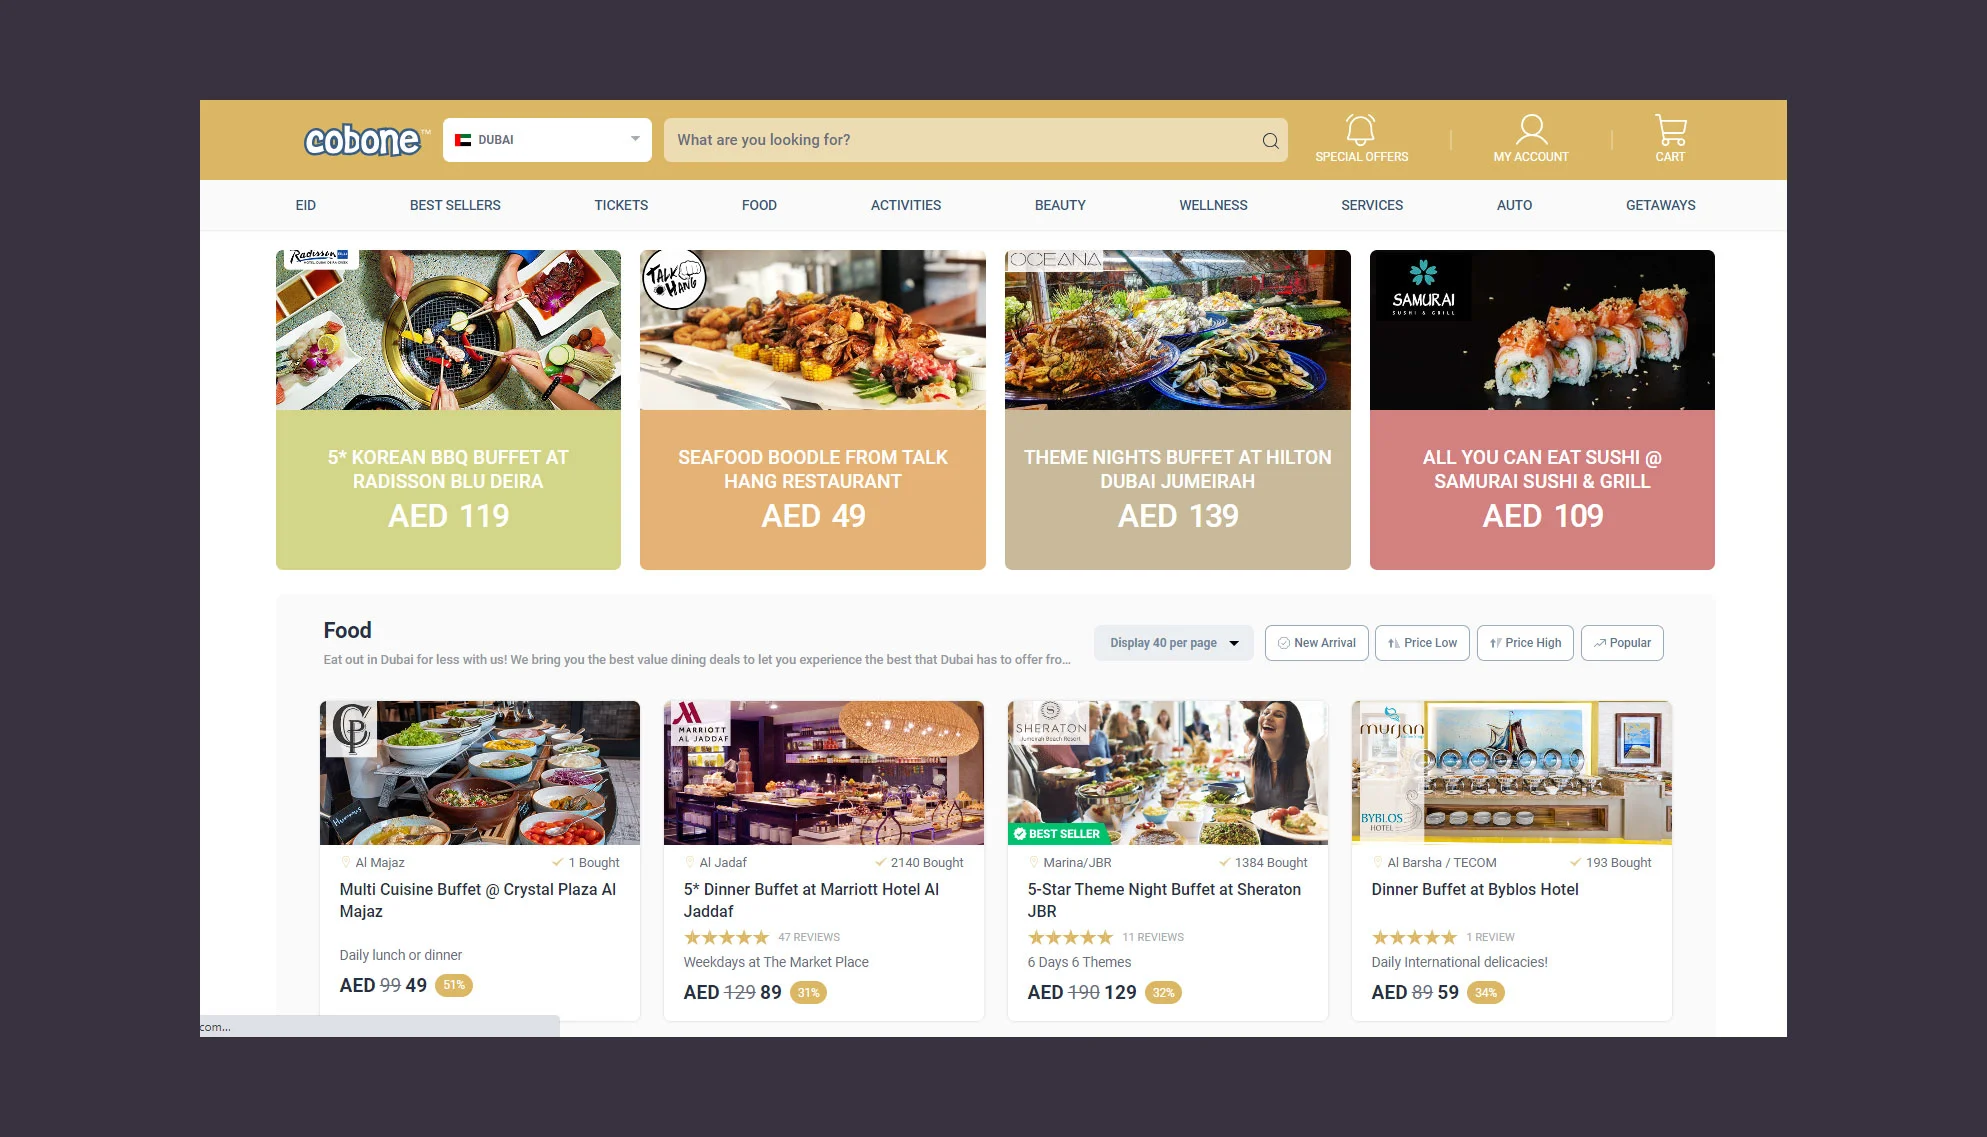 cobone™
DUBAI
What are you looking for?
SPECIAL OFFERS
MY ACCOUNT
CART
EID
BEST SELLERS
TICKETS
FOOD
ACTIVITIES
BEAUTY
WELLNESS
SERVICES
AUTO
GETAWAYS
Radisson BLU
HOTEL, DUBAI DEIRA CREEK
5* KOREAN BBQ BUFFET AT
RADISSON BLU DEIRA
AED 119
TALK
HANG
SEAFOOD BOODLE FROM TALK
HANG RESTAURANT
AED 49
OCEANA
THEME NIGHTS BUFFET AT HILTON
DUBAI JUMEIRAH
AED 139
SAMURAI
SUSHI & GRILL
ALL YOU CAN EAT SUSHI @
SAMURAI SUSHI & GRILL
AED 109
Food
Eat out in Dubai for less with us! We bring you the best value dining deals to let you experience the best that Dubai has to offer fro...
Display 40 per page
New Arrival
Price Low
Price High
Popular
CP
Hummus
Al Majaz
1 Bought
Multi Cuisine Buffet @ Crystal Plaza Al
Majaz
Daily lunch or dinner
AED 99 49 51%
MARRIOTT
AL JADDAF
Al Jadaf
2140 Bought
5* Dinner Buffet at Marriott Hotel Al
Jaddaf
47 REVIEWS
Weekdays at The Market Place
AED 129 89 31%
S
SHERATON
Jumeirah Beach Resort
BEST SELLER
Marina/JBR
1384 Bought
5-Star Theme Night Buffet at Sheraton
JBR
11 REVIEWS
6 Days 6 Themes
AED 190 129 32%
murjan
BYBLOS
HOTEL
Al Barsha / TECOM
193 Bought
Dinner Buffet at Byblos Hotel
1 REVIEW
Daily International delicacies!
AED 89 59 34%
com...